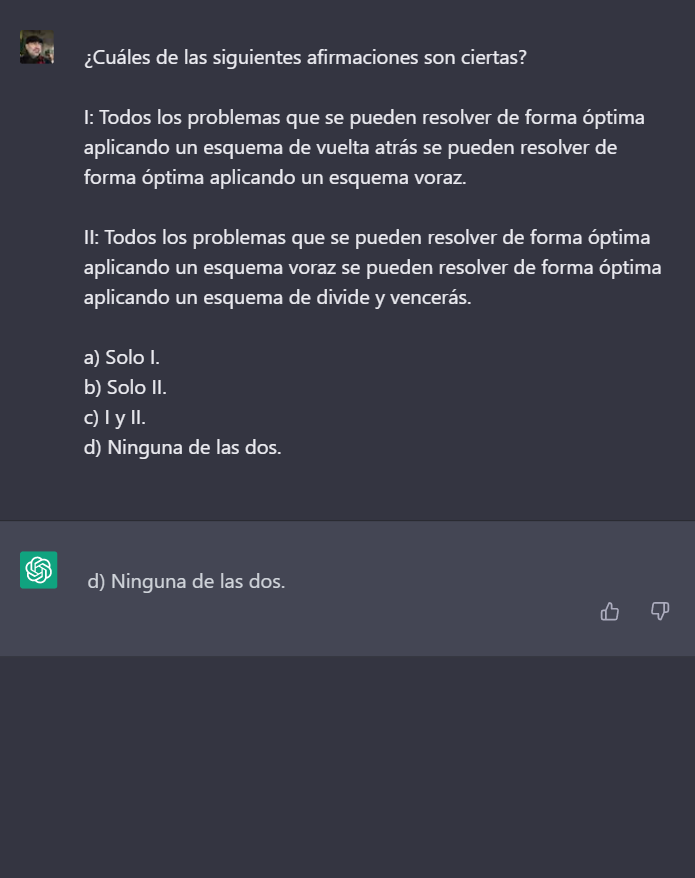 ¿Cuáles de las siguientes afirmaciones son ciertas?
I: Todos los problemas que se pueden resolver de forma óptima
aplicando un esquema de vuelta atrás se pueden resolver de
forma óptima aplicando un esquema voraz.
II: Todos los problemas que se pueden resolver de forma óptima
aplicando un esquema voraz se pueden resolver de forma óptima
aplicando un esquema de divide y vencerás.
a) Solo I.
b) Solo II.
c) I y II.
d) Ninguna de las dos.
d) Ninguna de las dos.